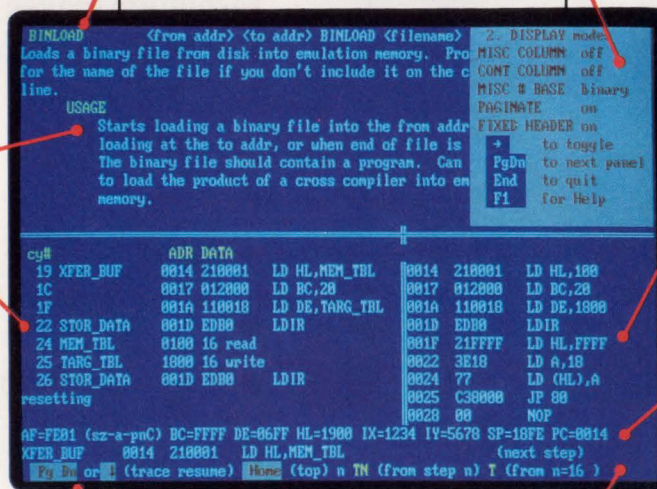 BINLOAD <from addr> <to addr> BINLOAD <filename>
Loads a binary file from disk into emulation memory. Pro
for the name of the file if you don't include it on the c
line.
USAGE
Starts loading a binary file into the from addr
loading at the to addr, or when end of file is
The binary file should contain a program. Can
to load the product of a cross compiler into em
memory.
2. DISPLAY mode
MISC COLUMN off
CONT COLUMN off
MISC # BASE binary
PAGINATE on
FIXED HEADER on
→ to toggle
PgDn to next panel
End to quit
F1 for Help
cy# ADR DATA
19 XFER_BUF 0014 210001 LD HL,MEM_TBL
1C 0017 012000 LD BC,20
1F 001A 110018 LD DE,TARG_TBL
22 STOR_DATA 001D EDB0 LDIR
24 MEM_TBL 0100 16 read
25 TARG_TBL 1800 16 write
26 STOR_DATA 001D EDB0 LDIR
resetting
0014 210001 LD HL,100
0017 012000 LD BC,20
001A 110018 LD DE,1800
001D EDB0 LDIR
001F 21FFFF LD HL,FFFF
0022 3E18 LD A,18
0024 77 LD (HL),A
0025 C38000 JP 80
0028 00 NOP
AF=FE01 (sz-a-pnC) BC=FFFF DE=06FF HL=1900 IX=1234 IY=5678 SP=18FE PC=0014
XFER_BUF 0014 210001 LD HL,MEM_TBL (next step)
Pg Dn or ↓ (trace resume) Home (top) n TN (from step n) T (from n=16 )